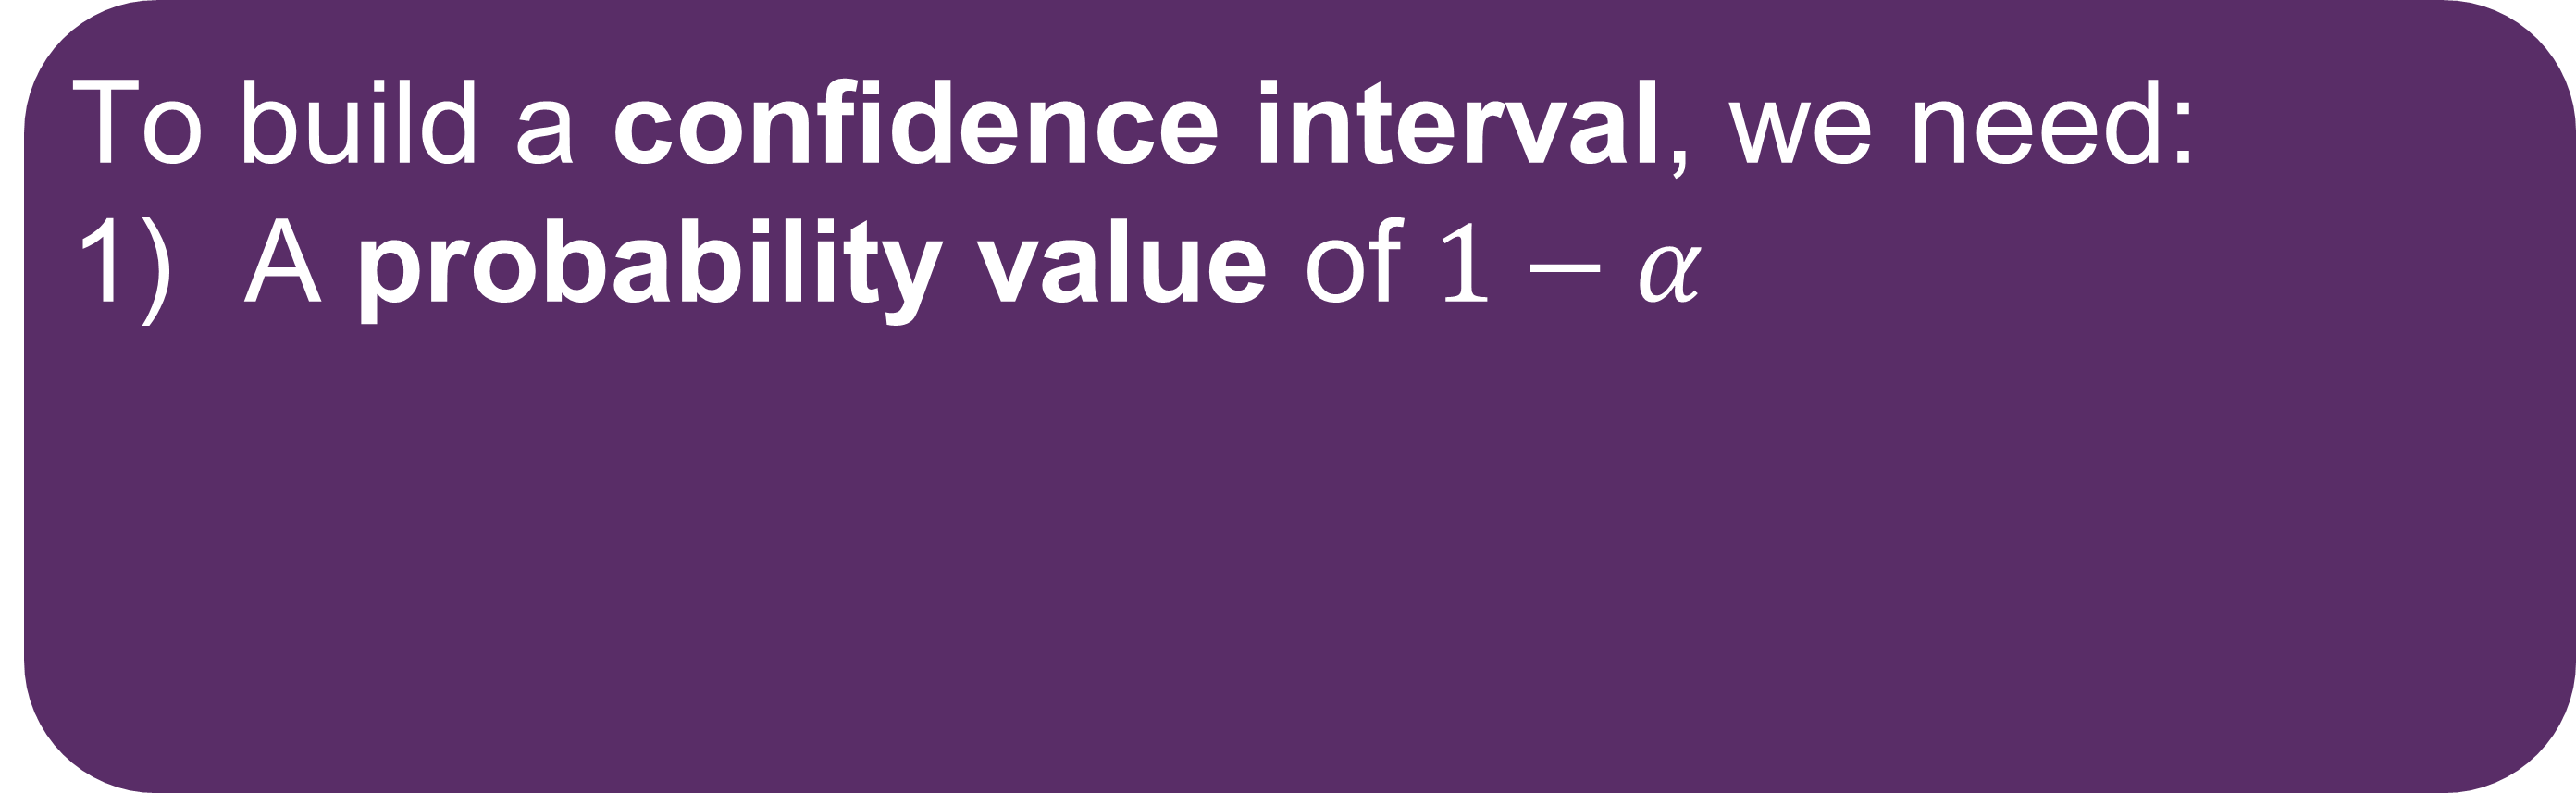 To build a confidence interval, we need:
1) A probability value of 1 − 𝛼